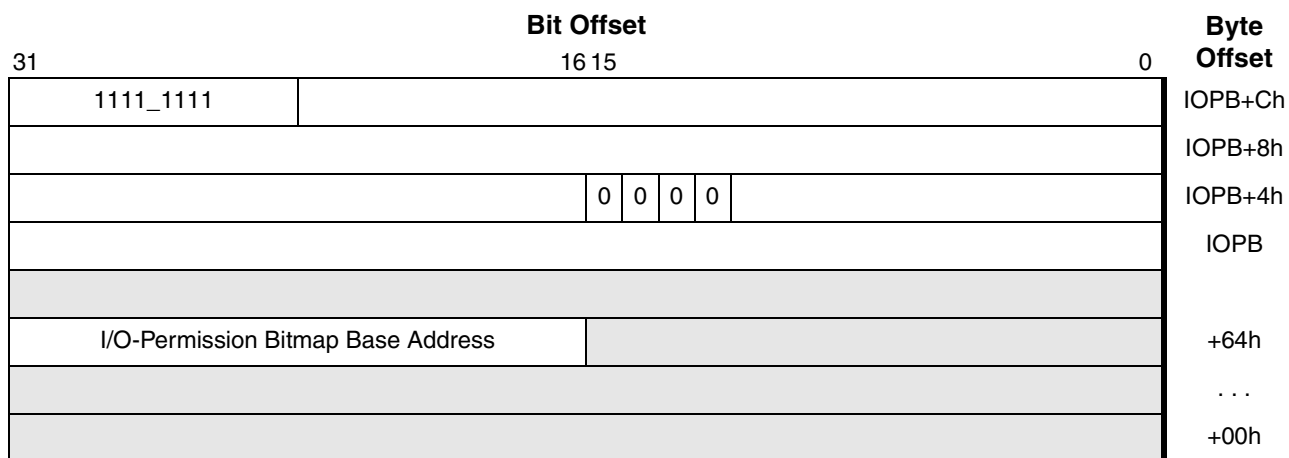 Bit Offset Byte
31 16 15 0 Offset
1111_1111 IOPB+Ch
IOPB+8h
0 0 0 0 IOPB+4h
IOPB
I/O-Permission Bitmap Base Address +64h
. . .
+00h